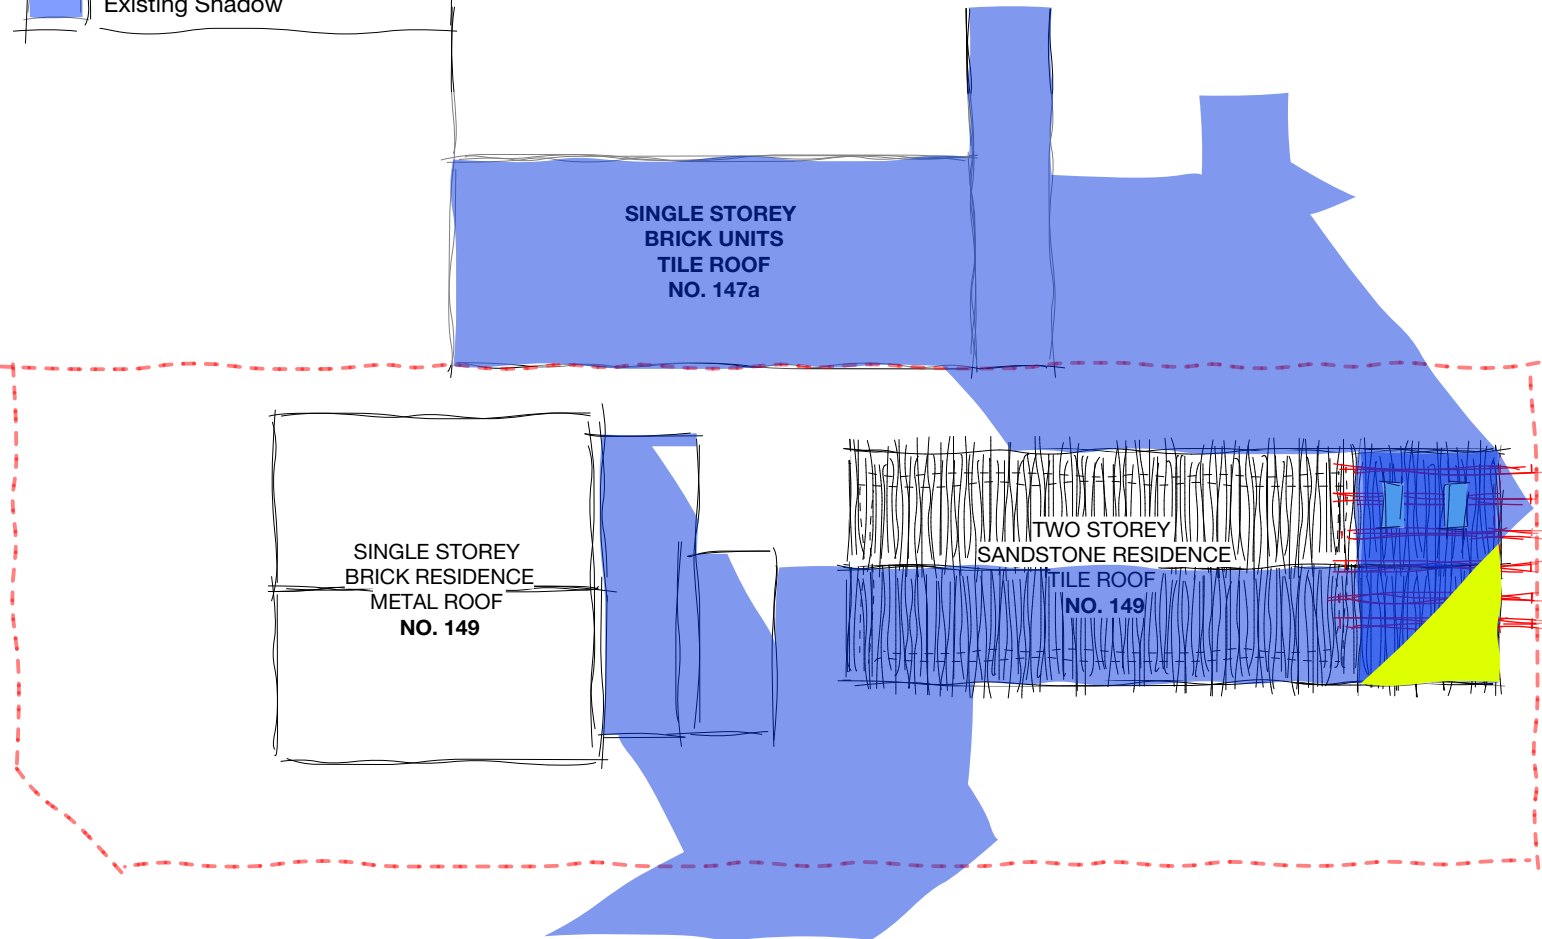 Existing Shadow
SINGLE STOREY
BRICK UNITS
TILE ROOF
NO. 147a
TWO STOREY
SANDSTONE RESIDENCE
TILE ROOF
NO. 149
SINGLE STOREY
BRICK RESIDENCE
METAL ROOF
NO. 149